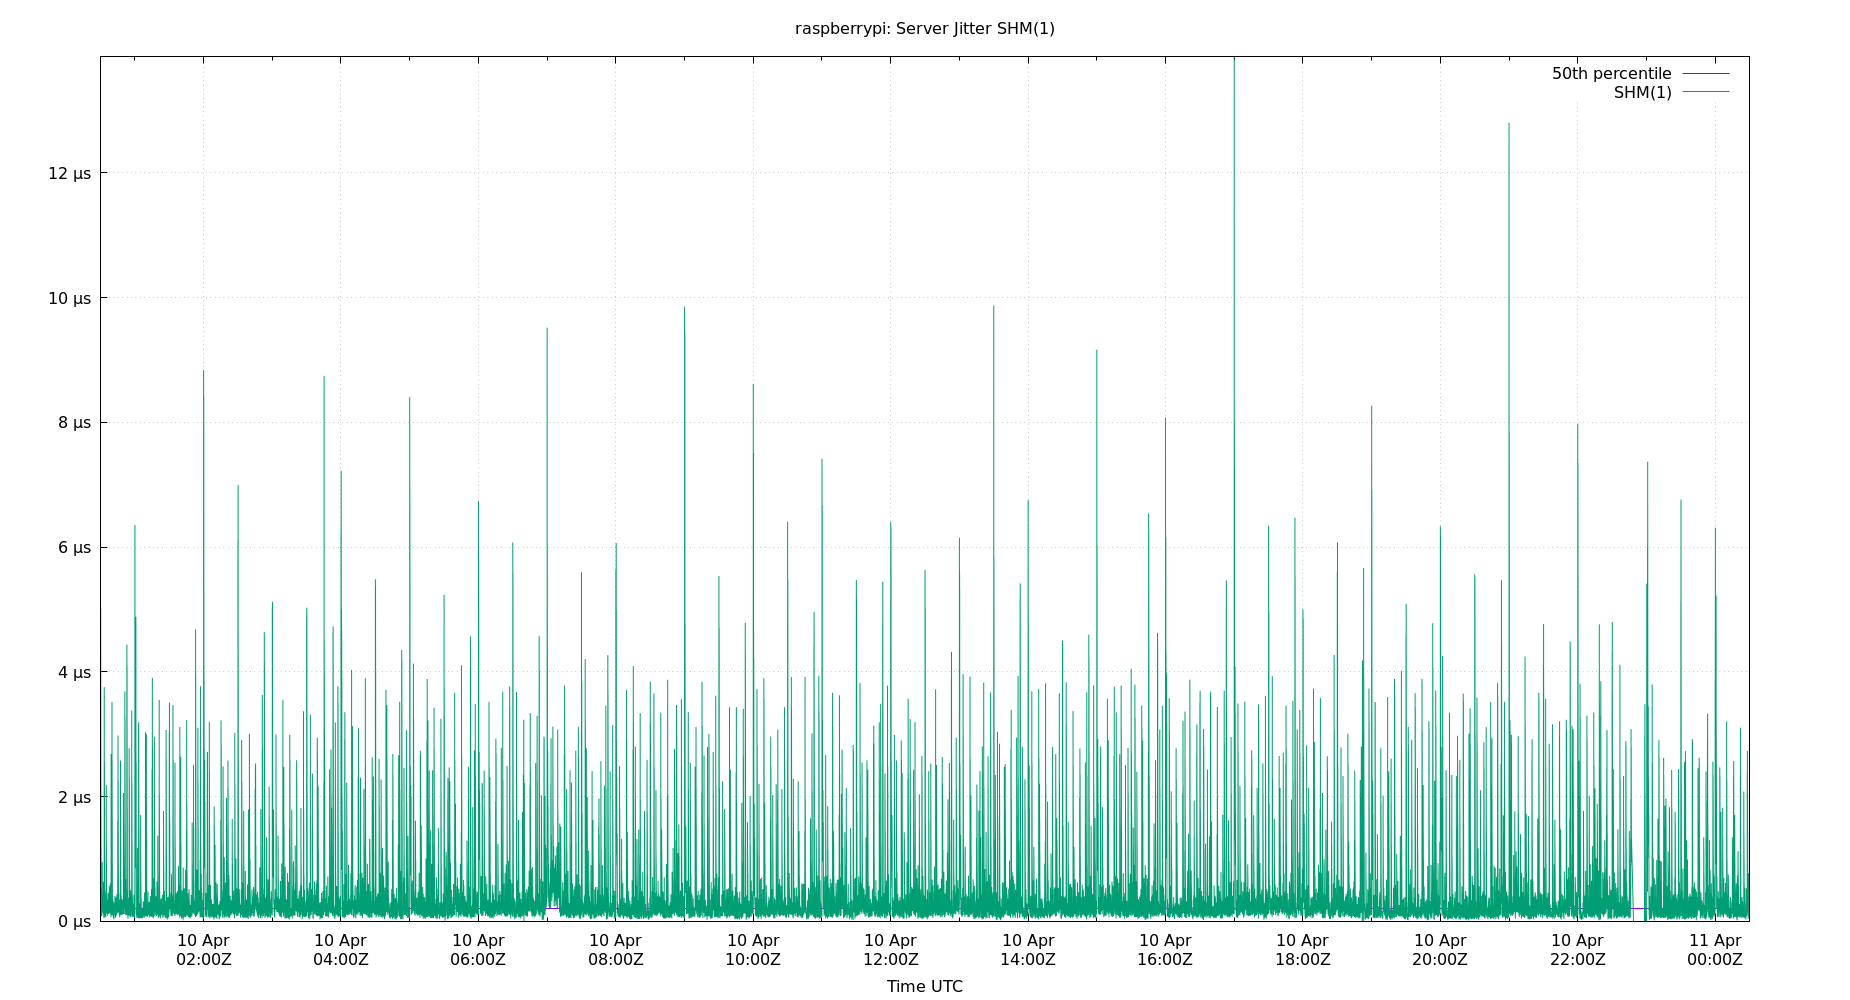 raspberrypi: Server Jitter SHM(1)
50th percentile
SHM(1)
12 µs
10 µs
8 µs
6 µs
4 µs
2 µs
0 µs
10 Apr 10 Apr 10 Apr 10 Apr 10 Apr 10 Apr 10 Apr 10 Apr 10 Apr 10 Apr 10 Apr 11 Apr
02:00Z 04:00Z 06:00Z 08:00Z 10:00Z 12:00Z 14:00Z 16:00Z 18:00Z 20:00Z 22:00Z 00:00Z
Time UTC